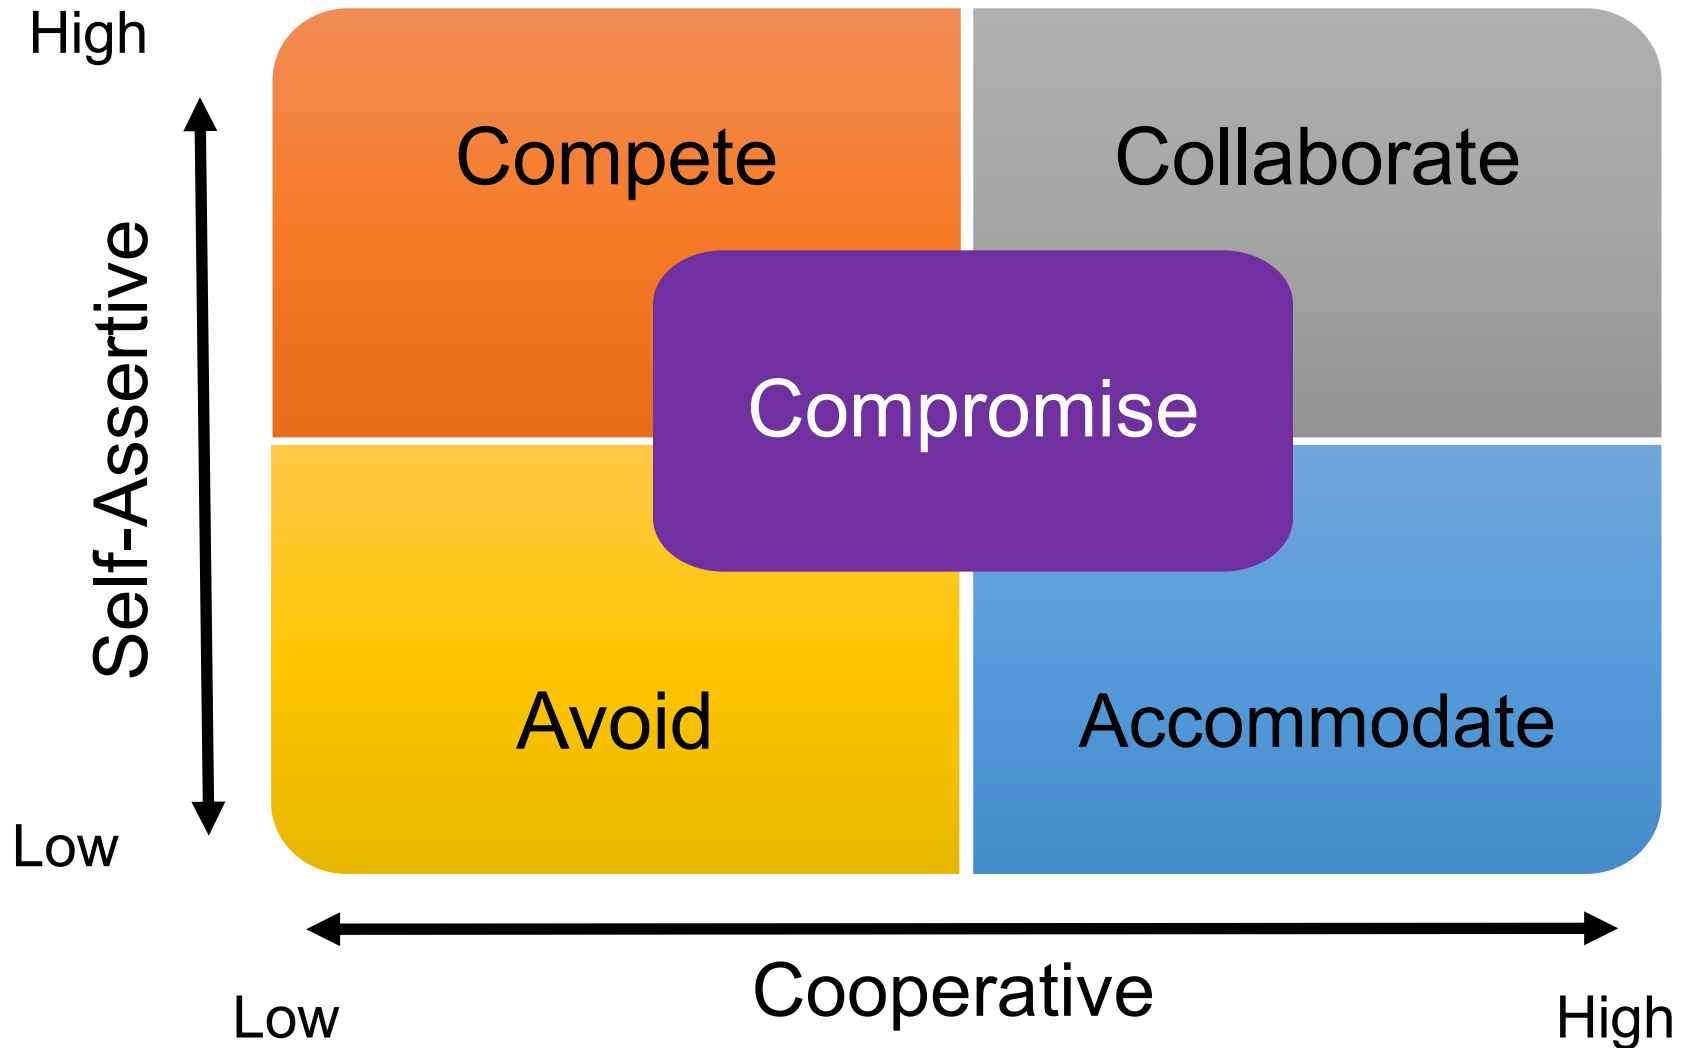 High
Compete
Collaborate
Self-Assertive
Compromise
Avoid
Accommodate
Low
Cooperative
Low
High